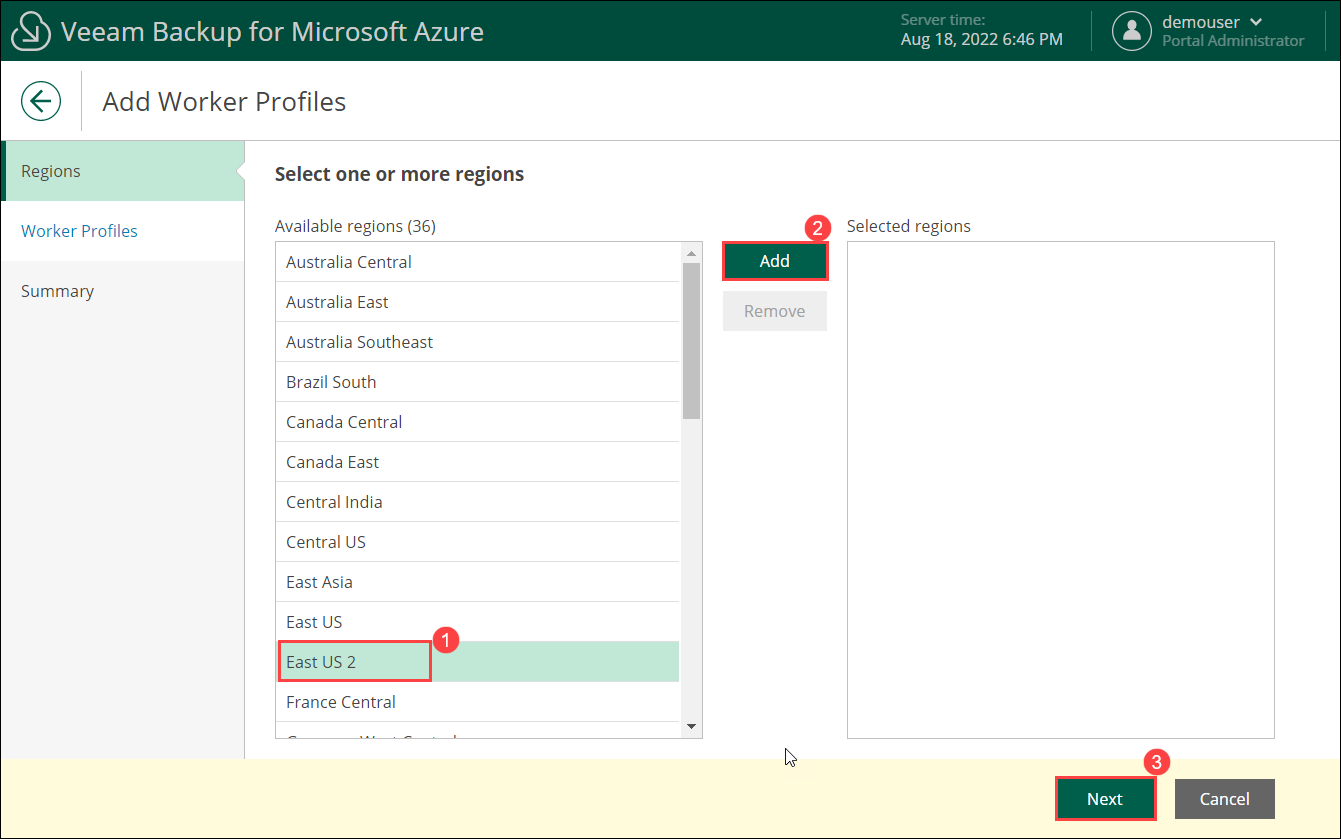 Veeam Backup for Microsoft Azure
Server time:
Aug 18, 2022 6:46 PM
demouser
Portal Administrator
Add Worker Profiles
Regions
Worker Profiles
Summary
Select one or more regions
Available regions (36)
Australia Central
Australia East
Australia Southeast
Brazil South
Canada Central
Canada East
Central India
Central US
East Asia
East US
1
East US 2
France Central
2
Add
Remove
Selected regions
3
Next
Cancel